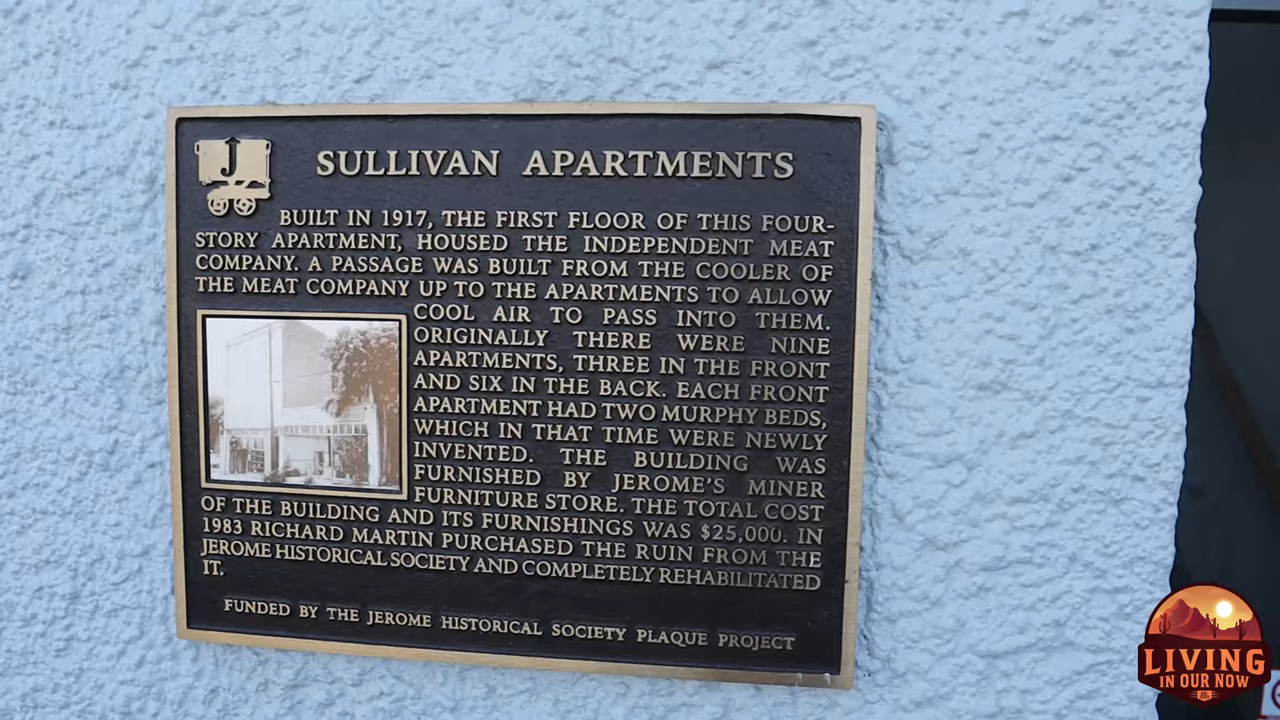 J
SULLIVAN APARTMENTS
BUILT IN 1917, THE FIRST FLOOR OF THIS FOUR-
STORY APARTMENT, HOUSED THE INDEPENDENT MEAT
COMPANY. A PASSAGE WAS BUILT FROM THE COOLER OF
THE MEAT COMPANY UP TO THE APARTMENTS TO ALLOW
COOL AIR TO PASS INTO THEM.
ORIGINALLY THERE WERE NINE
APARTMENTS, THREE IN THE FRONT
AND SIX IN THE BACK. EACH FRONT
APARTMENT HAD TWO MURPHY BEDS,
WHICH IN THAT TIME WERE NEWLY
INVENTED. THE BUILDING WAS
FURNISHED BY JEROME'S MINER
FURNITURE STORE. THE TOTAL COST
OF THE BUILDING AND ITS FURNISHINGS WAS $25,000. IN
1983 RICHARD MARTIN PURCHASED THE RUIN FROM THE
JEROME HISTORICAL SOCIETY AND COMPLETELY REHABILITATED
IT.
FUNDED BY THE JEROME HISTORICAL SOCIETY PLAQUE PROJECT
LIVING
IN OUR NOW